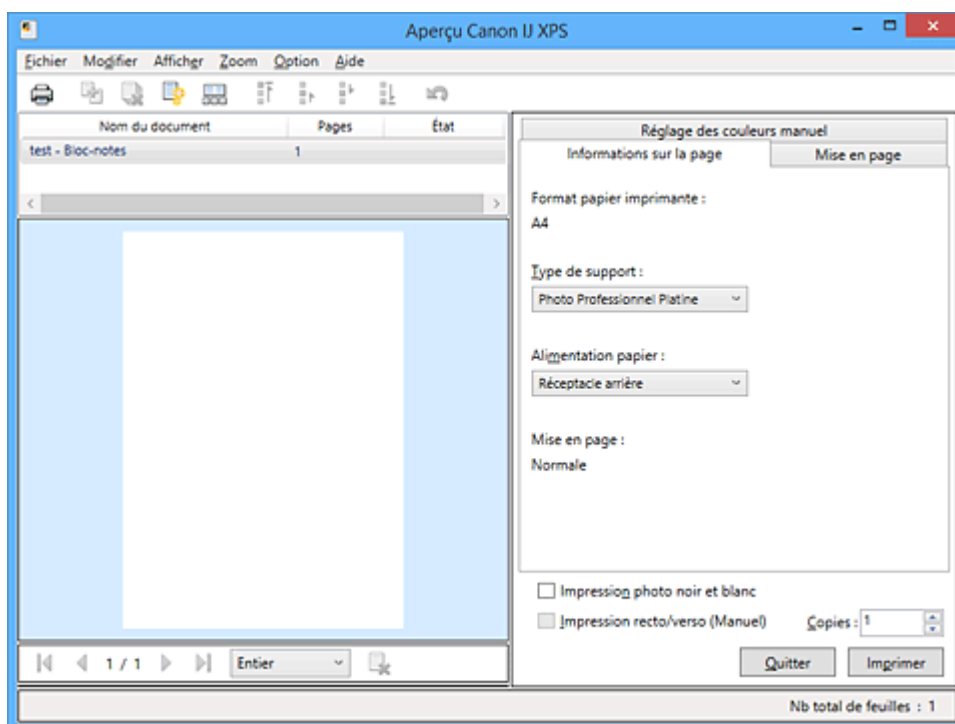 Aperçu Canon IJ XPS
Fichier Modifier Afficher Zoom Option Aide
Nom du document Pages État
test - Bloc-notes 1
Réglage des couleurs manuel
Informations sur la page Mise en page
Format papier imprimante :
A4
Type de support :
Photo Professionnel Platine
Alimentation papier :
Réceptacle arrière
Mise en page :
Normale
Impression photo noir et blanc
Impression recto/verso (Manuel) Copies : 1
1 / 1 Entier
Quitter Imprimer
Nb total de feuilles : 1